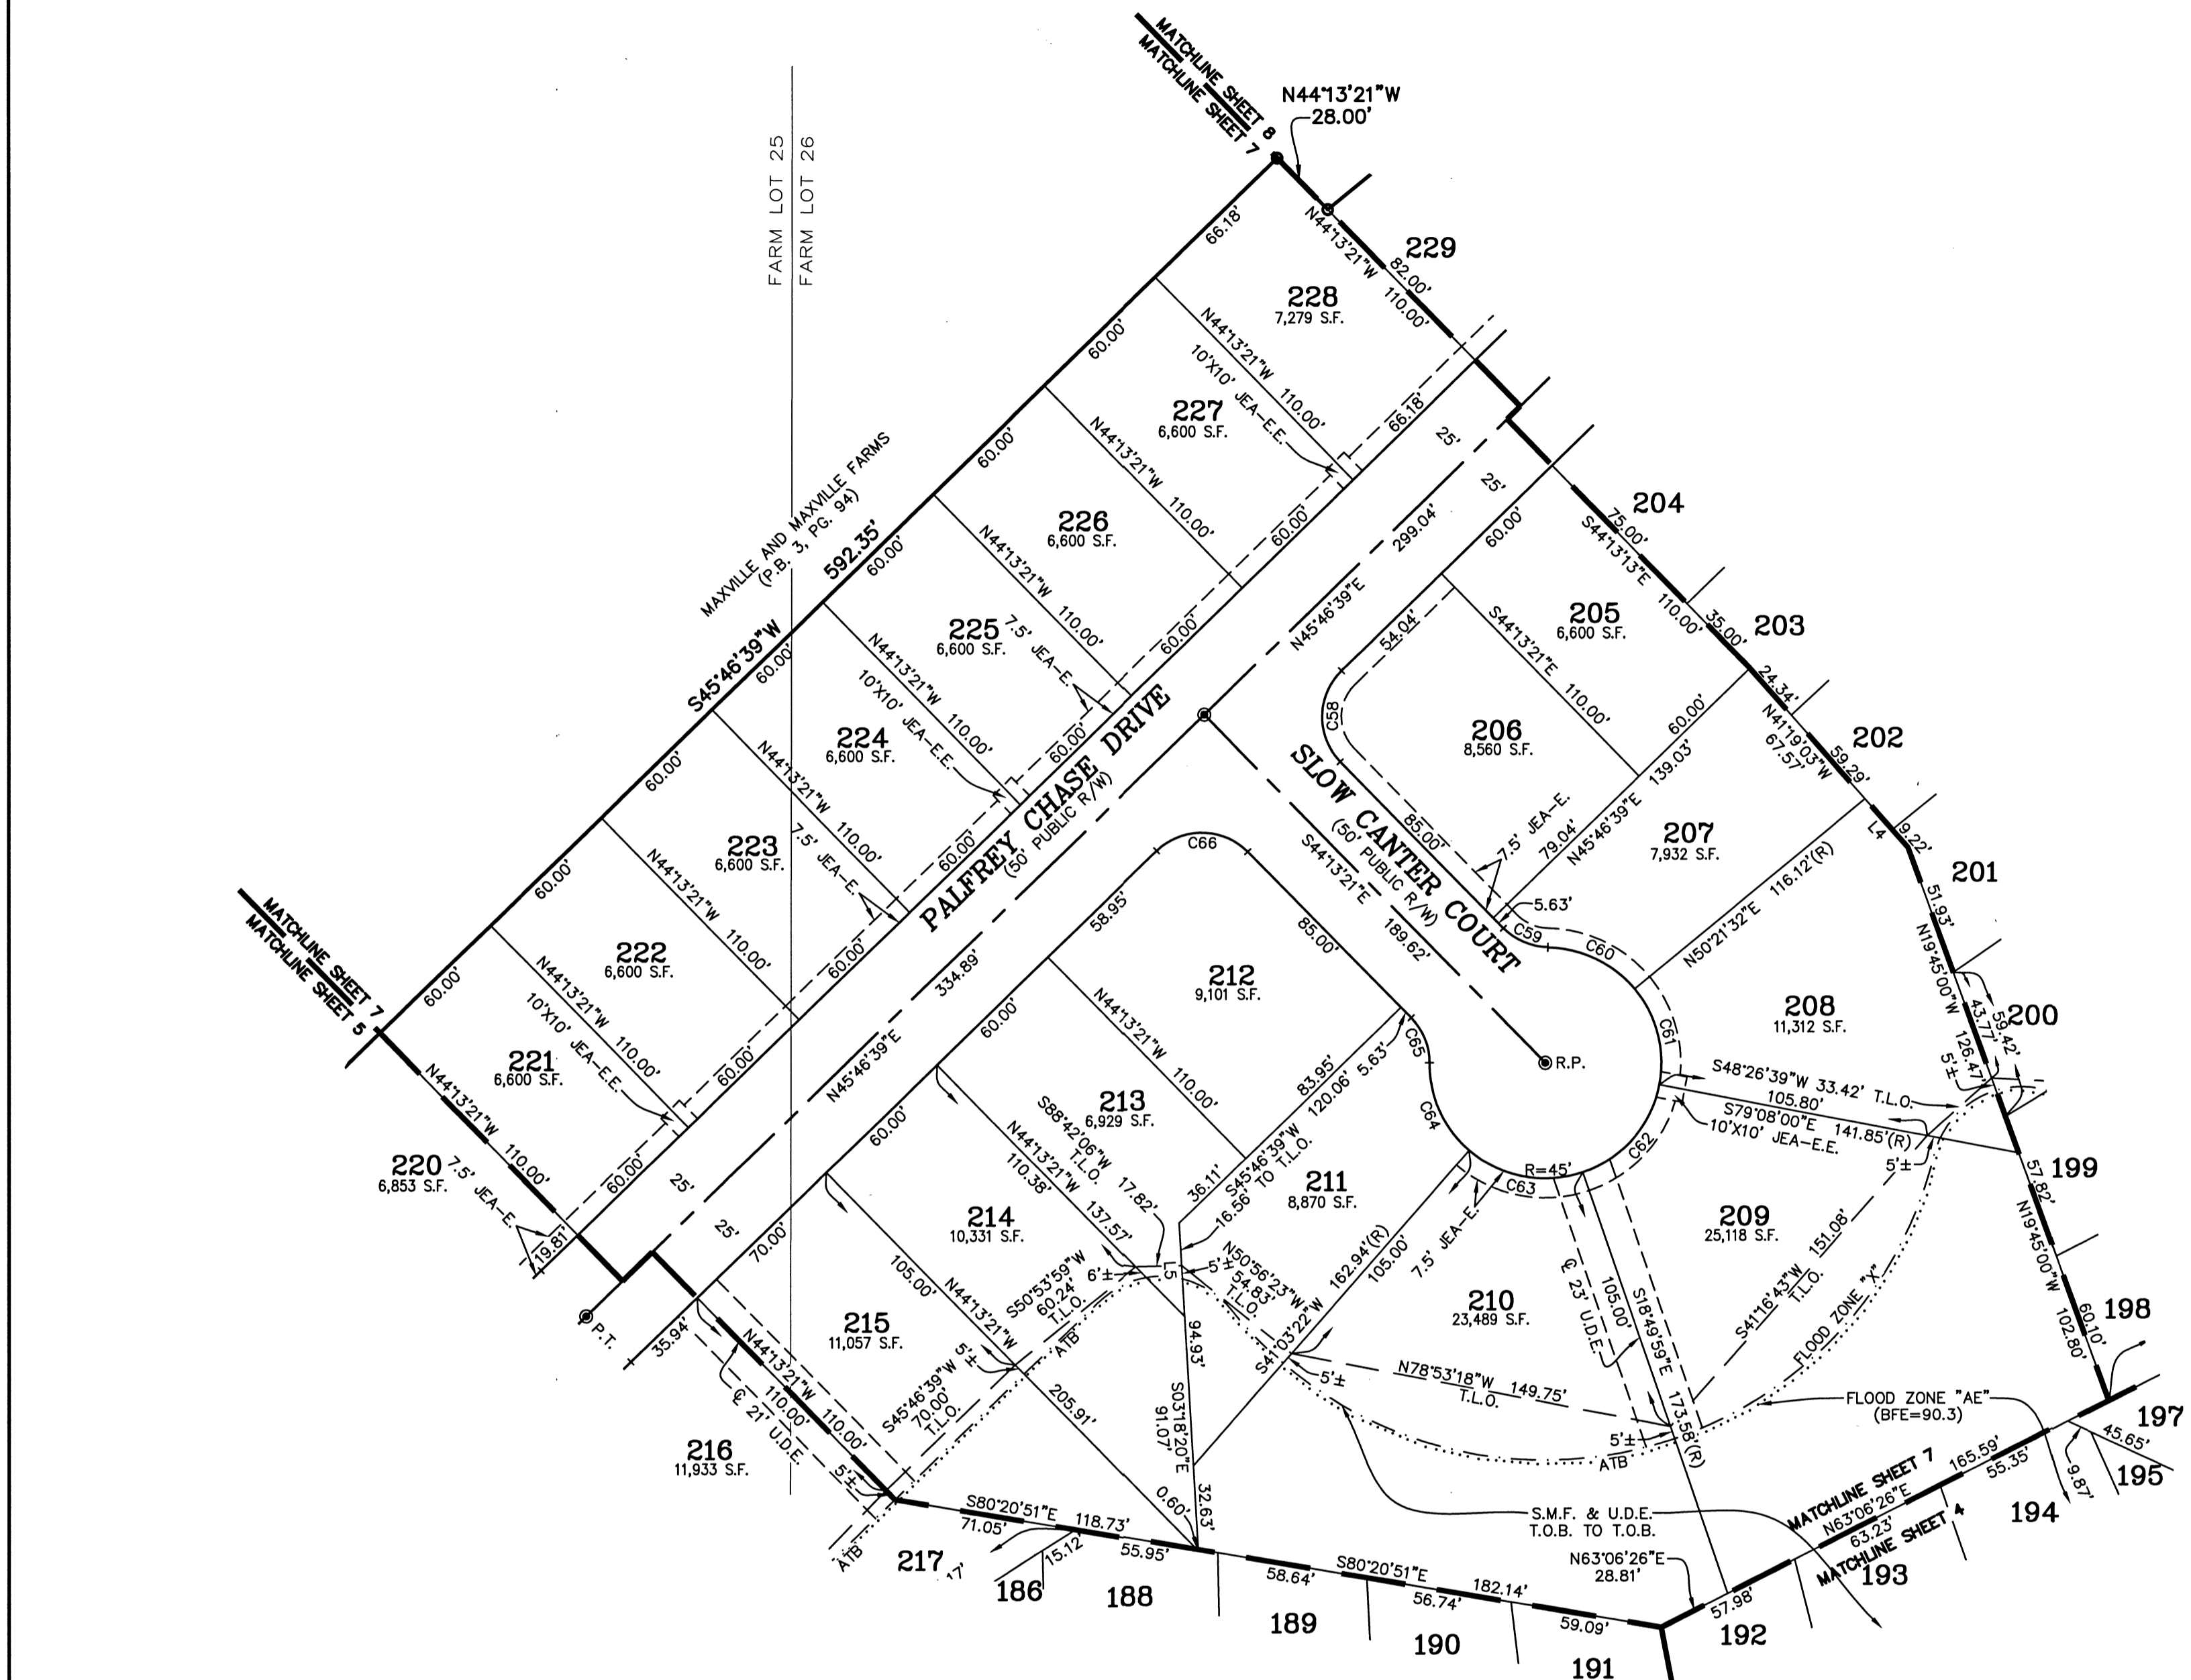 MATCHLINE SHEET 8
MATCHLINE SHEET 7
N44°13'21"W
28.00'
FARM LOT 25
FARM LOT 26
66.18'
N44°13'21"W
110.00'
229
82.00'
228
7,279 S.F.
60.00'
N44°13'21"W
110.00'
10'X10' JEA-E.E.
227
6,600 S.F.
66.18'
25'
25'
60.00'
N44°13'21"W
110.00'
226
6,600 S.F.
60.00'
299.04'
60.00'
204
75.00'
S44°13'13"E
110.00'
MAXVILLE AND MAXVILLE FARMS
(P.B. 3, PG. 94)
592.35'
S45°46'39"W
60.00'
N44°13'21"W
110.00'
225
6,600 S.F.
7.5' JEA-E.
60.00'
N45°46'39"E
54.04'
S44°13'21"E
110.00'
205
6,600 S.F.
35.00'
203
24.34'
60.00'
N44°13'21"W
110.00'
10'X10' JEA-E.E.
224
6,600 S.F.
60.00'
C58
206
8,560 S.F.
60.00'
139.03'
N41°19'03"W
67.57'
202
59.29'
60.00'
N44°13'21"W
110.00'
223
6,600 S.F.
7.5' JEA-E.
60.00'
PALFREY CHASE DRIVE
(50' PUBLIC R/W)
C66
SLOW CANTER COURT
(50' PUBLIC R/W)
S44°13'21"E
189.62'
85.00'
7.5' JEA-E.
79.04'
N45°46'39"E
207
7,932 S.F.
L4
9.22'
201
51.93'
60.00'
N44°13'21"W
110.00'
222
6,600 S.F.
60.00'
334.89'
58.95'
85.00'
5.63'
C59
C60
N50°21'32"E
116.12'(R)
N19°45'00"W
126.47'
MATCHLINE SHEET 7
MATCHLINE SHEET 5
60.00'
N44°13'21"W
110.00'
10'X10' JEA-E.E.
221
6,600 S.F.
60.00'
N45°46'39"E
60.00'
N44°13'21"W
110.00'
212
9,101 S.F.
C65
R.P.
C61
208
11,312 S.F.
43.77'
59.42'
200
5'±
N44°13'21"W
110.00'
220
6,853 S.F.
7.5' JEA-E.
60.00'
19.81'
25'
25'
60.00'
213
6,929 S.F.
S88°42'06"W
T.L.O.
17.82'
N44°13'21"W
110.38'
137.57'
83.95'
120.06'
5.63'
C64
36.11'
S45°46'39"W
16.56' TO T.L.O.
211
8,870 S.F.
R=45'
C63
C62
S48°26'39"W 33.42' T.L.O.
105.80'
S79°08'00"E 141.85'(R)
10'X10' JEA-E.E.
5'±
199
57.82'
N19°45'00"W
102.80'
P.T.
35.94'
70.00'
214
10,331 S.F.
105.00'
N44°13'21"W
205.91'
6'±
L5
5'±
N50°56'23"W
54.83'
T.L.O.
162.94'(R)
105.00'
S41°03'22"W
7.5' JEA-E.
210
23,489 S.F.
℄ 23' U.D.E.
105.00'
S18°49'59"E
173.58'(R)
209
25,118 S.F.
151.08'
S41°16'43"W
T.L.O.
FLOOD ZONE "X"
198
60.10'
215
11,057 S.F.
S50°53'59"W
60.24'
T.L.O.
ATB
5'±
S45°46'39"W
70.00'
T.L.O.
N44°13'21"W
110.00'
110.00'
℄ 21' U.D.E.
5'±
216
11,933 S.F.
94.93'
S03°18'20"E
91.07'
5'±
N78°53'18"W 149.75'
T.L.O.
5'±
ATB
FLOOD ZONE "AE"
(BFE=90.3)
197
45.65'
195
9.87'
194
55.35'
165.59'
MATCHLINE SHEET 7
N63°06'26"E
63.23'
MATCHLINE SHEET 4
193
S.M.F. & U.D.E.
T.O.B. TO T.O.B.
N63°06'26"E
28.81'
57.98'
192
0.60'
32.63'
ATB
S80°20'51"E
71.05'
118.73'
217
17'
15.12'
186
55.95'
188
58.64'
189
S80°20'51"E
56.74'
190
182.14'
59.09'
191